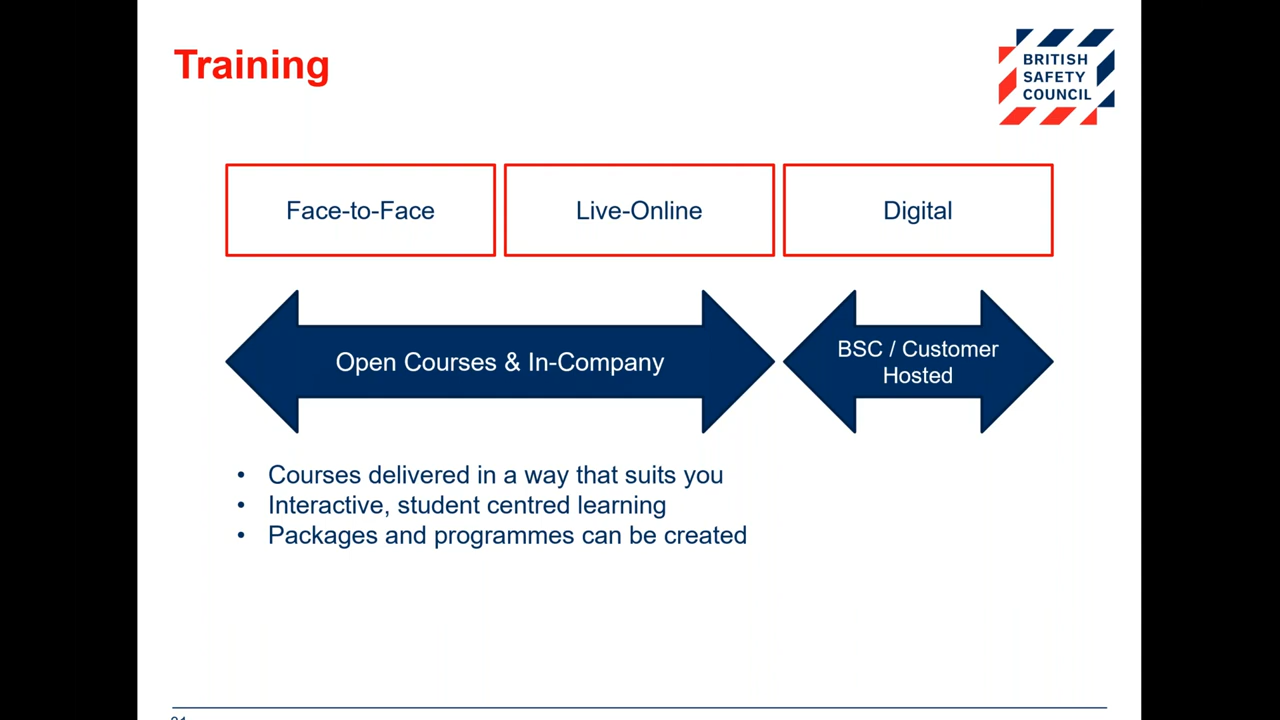 Training
BRITISH
SAFETY
COUNCIL
Face-to-Face
Live-Online
Digital
Open Courses & In-Company
BSC / Customer
Hosted
• Courses delivered in a way that suits you
• Interactive, student centred learning
• Packages and programmes can be created